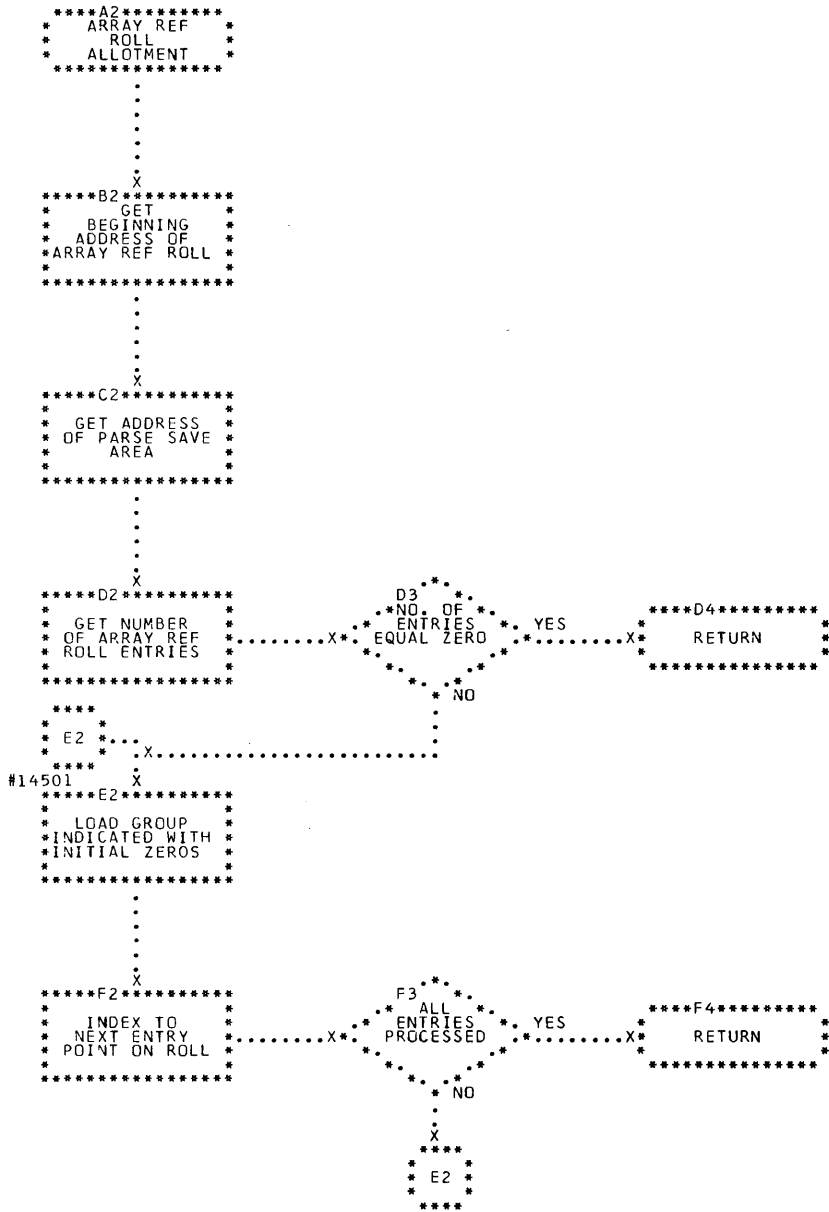 A2
ARRAY REF
ROLL
ALLOTMENT
B2
GET
BEGINNING
ADDRESS OF
ARRAY REF ROLL
C2
GET ADDRESS
OF PARSE SAVE
AREA
D2
GET NUMBER
OF ARRAY REF
ROLL ENTRIES
D3
NO. OF
ENTRIES
EQUAL ZERO
YES
D4
RETURN
NO
E2
#14501
E2
LOAD GROUP
INDICATED WITH
INITIAL ZEROS
F2
INDEX TO
NEXT ENTRY
POINT ON ROLL
F3
ALL
ENTRIES
PROCESSED
YES
F4
RETURN
NO
E2